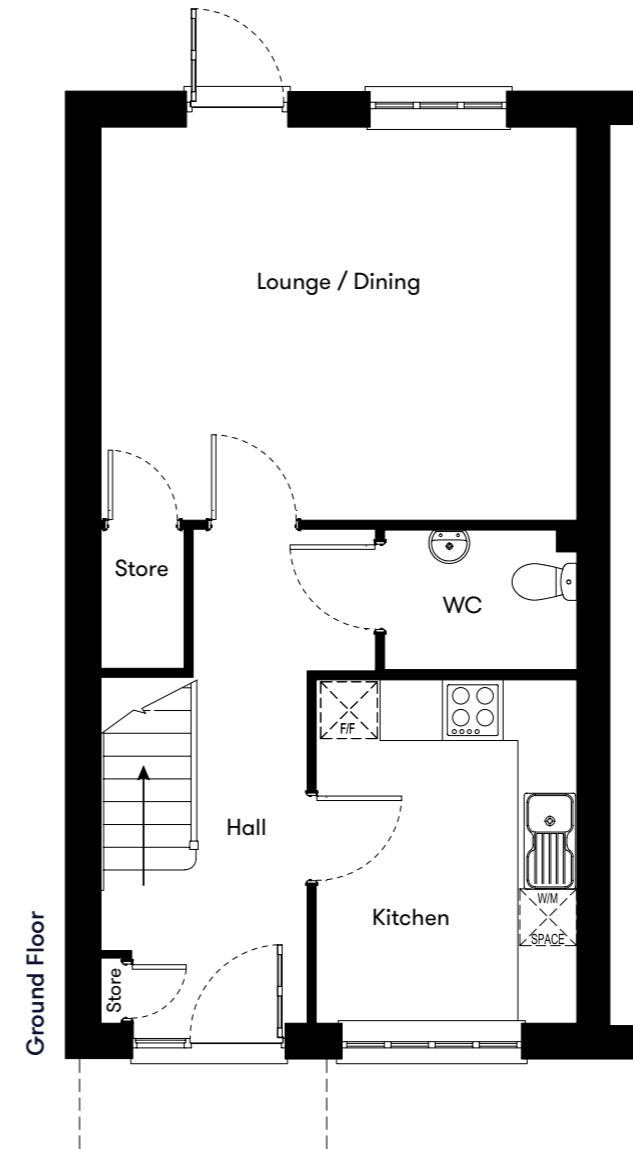 Lounge / Dining
Store
WC
F/F
Hall
Kitchen
W/M
SPACE
Store
Ground Floor